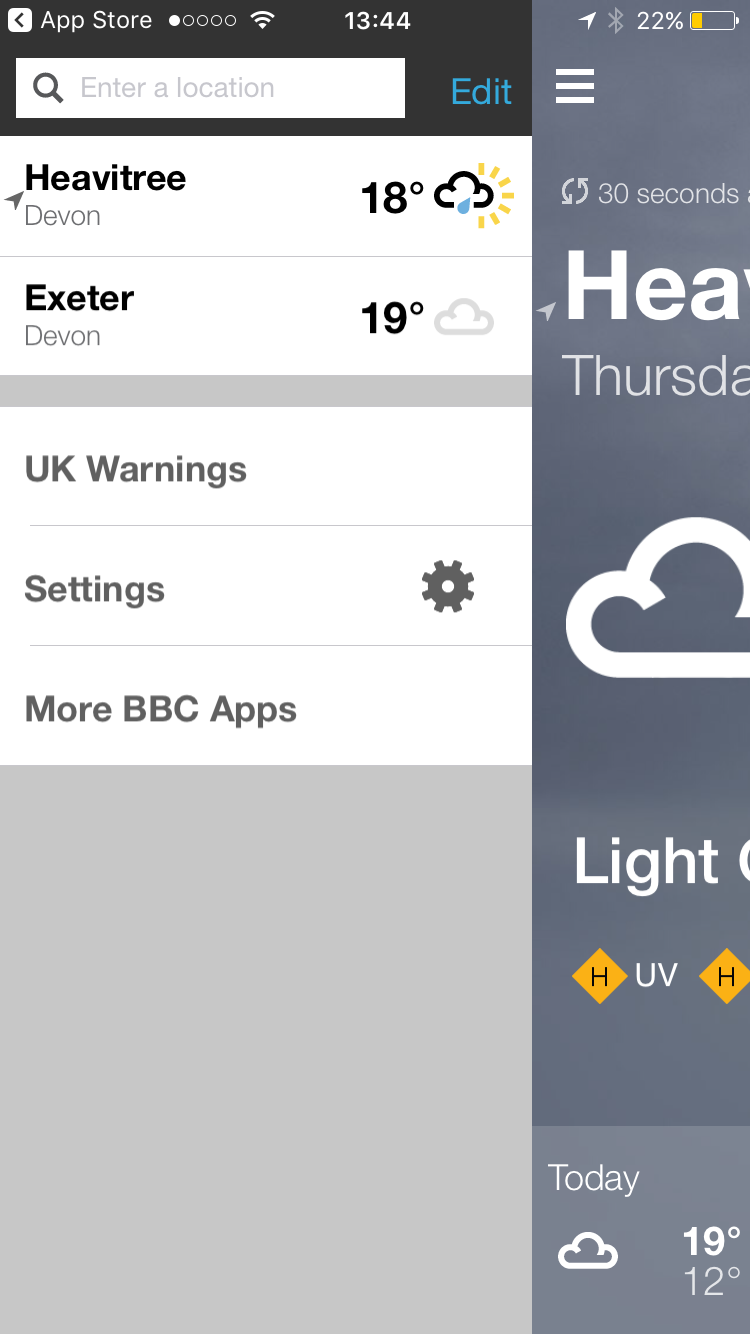 App Store
13:44
22%
Enter a location
Edit
Heavitree
Devon
18°
Exeter
Devon
19°
UK Warnings
Settings
More BBC Apps
30 seconds
Hea
Thursda
Light
H UV H
Today
19°
12°